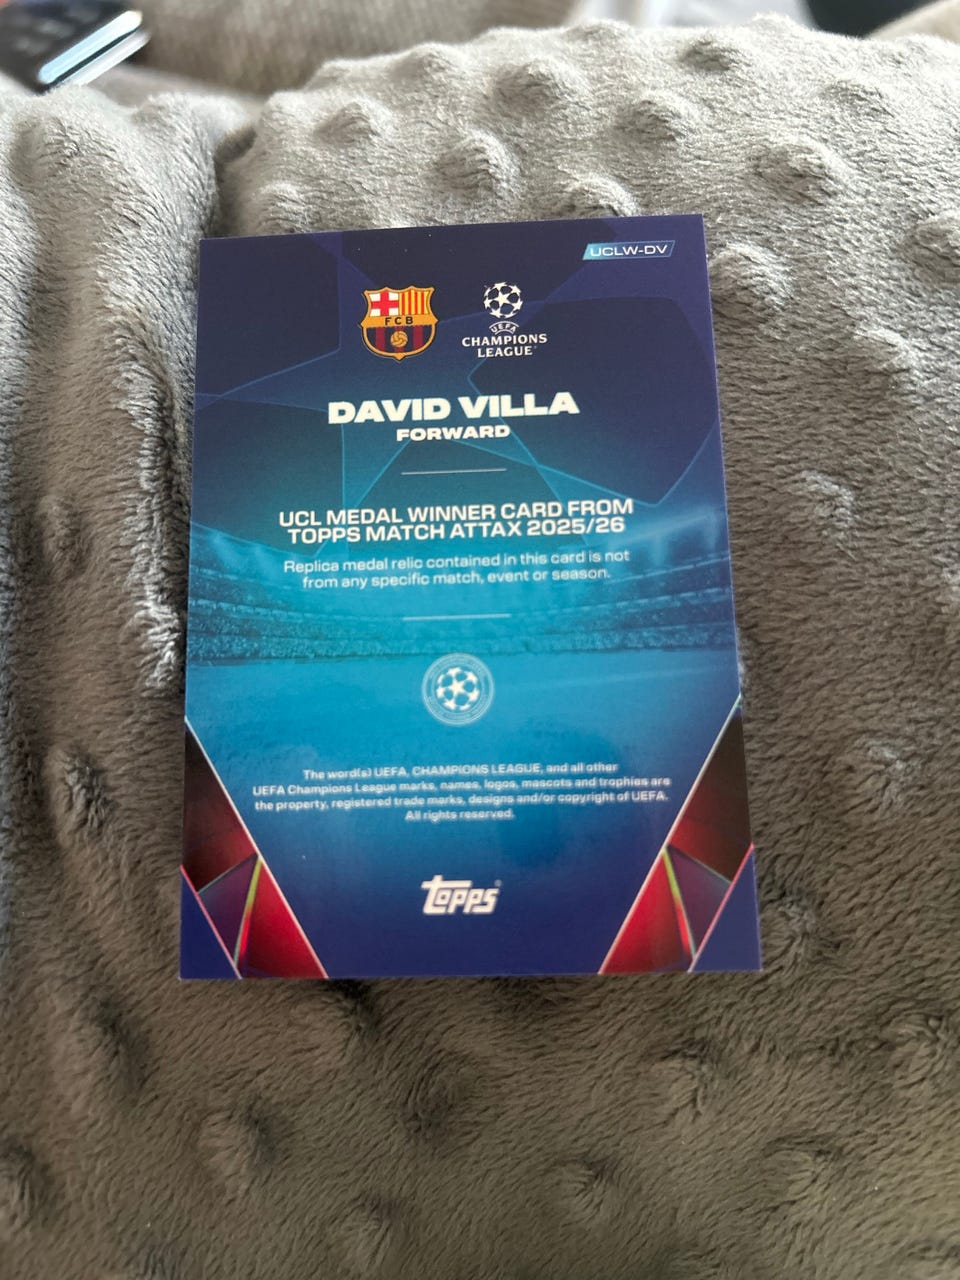 UCLW-DV
FCB
UEFA
CHAMPIONS
LEAGUE
DAVID VILLA
FORWARD
UCL MEDAL WINNER CARD FROM
TOPPS MATCH ATTAX 2025/26
Replica medal relic contained in this card is not
from any specific match, event or season.
The word(s) UEFA, CHAMPIONS LEAGUE, and all other
UEFA Champions League marks, names, logos, mascots and trophies are
the property, registered trade marks, designs and/or copyright of UEFA.
All rights reserved.
topps